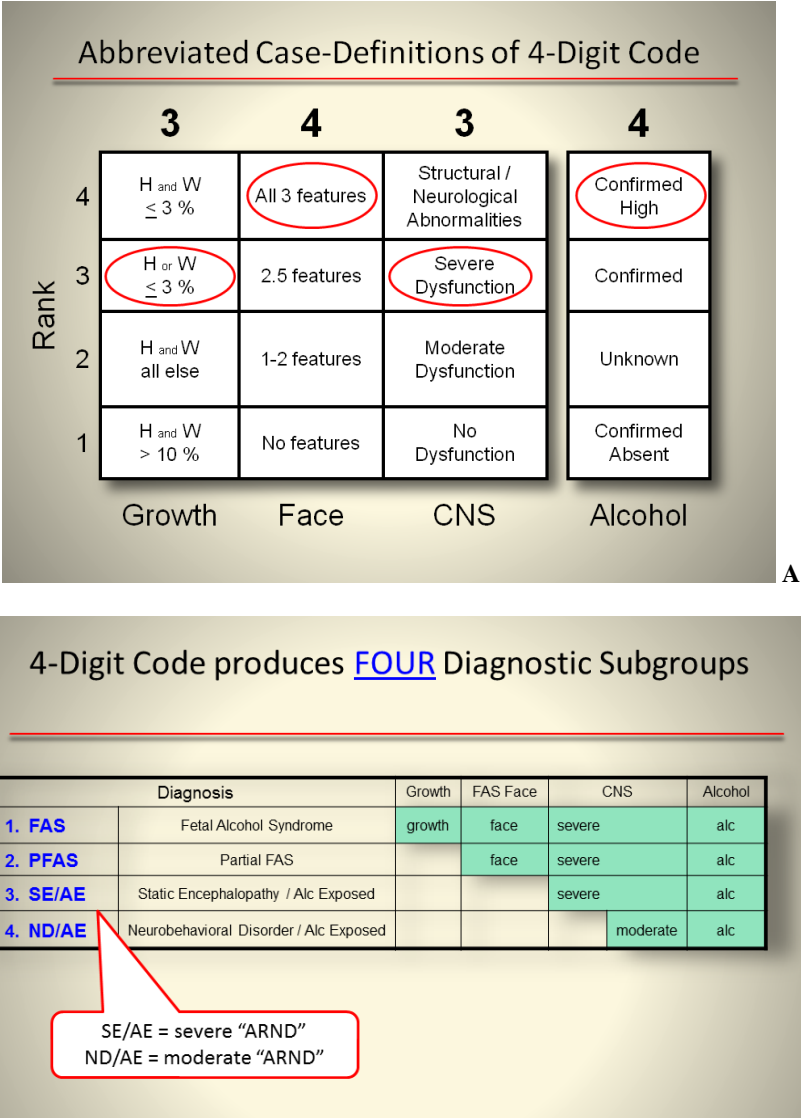 Abbreviated Case-Definitions of 4-Digit Code
3 4 3 4
Rank
4
H and W
≤ 3 %
All 3 features
Structural /
Neurological
Abnormalities
Confirmed
High
3
H or W
≤ 3 %
2.5 features
Severe
Dysfunction
Confirmed
2
H and W
all else
1-2 features
Moderate
Dysfunction
Unknown
1
H and W
> 10 %
No features
No
Dysfunction
Confirmed
Absent
Growth Face CNS Alcohol
A
4-Digit Code produces FOUR Diagnostic Subgroups
Diagnosis Growth FAS Face CNS Alcohol
1. FAS Fetal Alcohol Syndrome growth face severe alc
2. PFAS Partial FAS face severe alc
3. SE/AE Static Encephalopathy / Alc Exposed severe alc
4. ND/AE Neurobehavioral Disorder / Alc Exposed moderate alc
SE/AE = severe “ARND”
ND/AE = moderate “ARND”